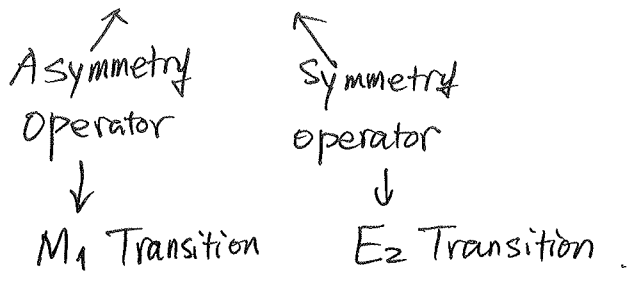 Asymmetry
Operator
M1 Transition
Symmetry
operator
E2 Transition.